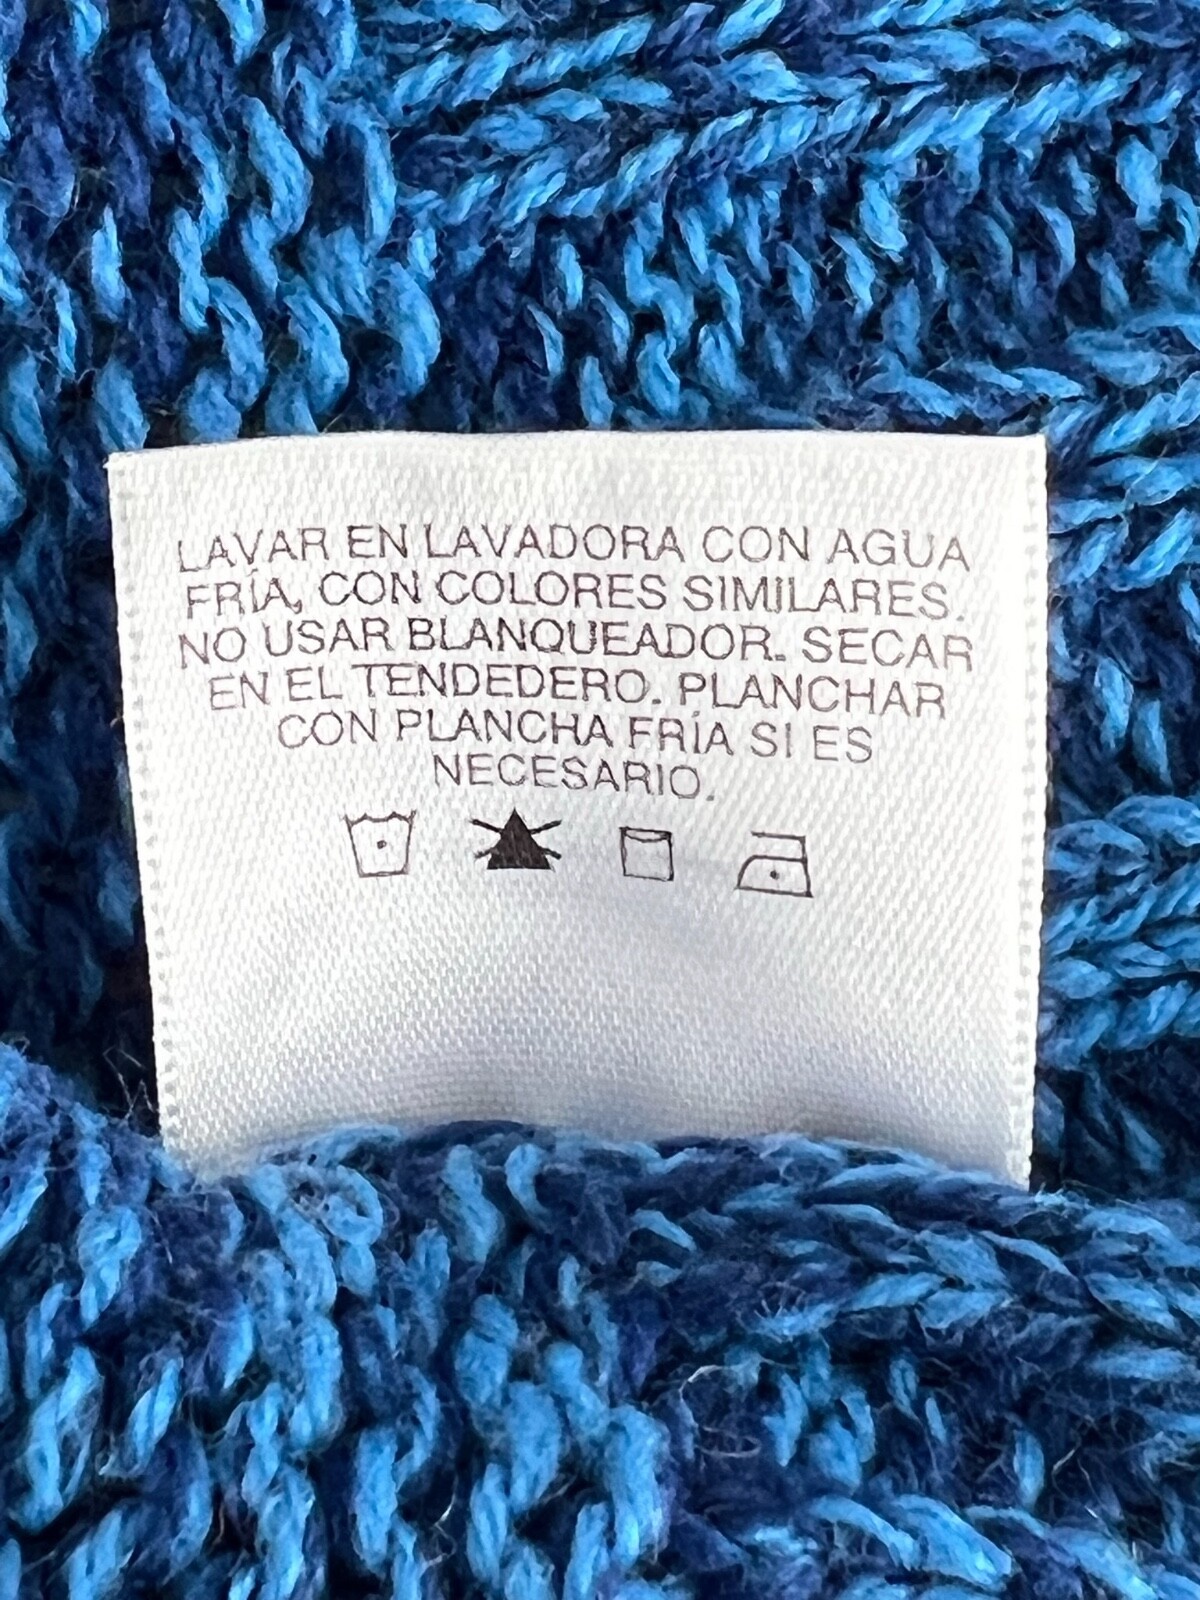 LAVAR EN LAVADORA CON AGUA
FRÍA, CON COLORES SIMILARES.
NO USAR BLANQUEADOR. SECAR
EN EL TENDEDERO. PLANCHAR
CON PLANCHA FRÍA SI ES
NECESARIO.